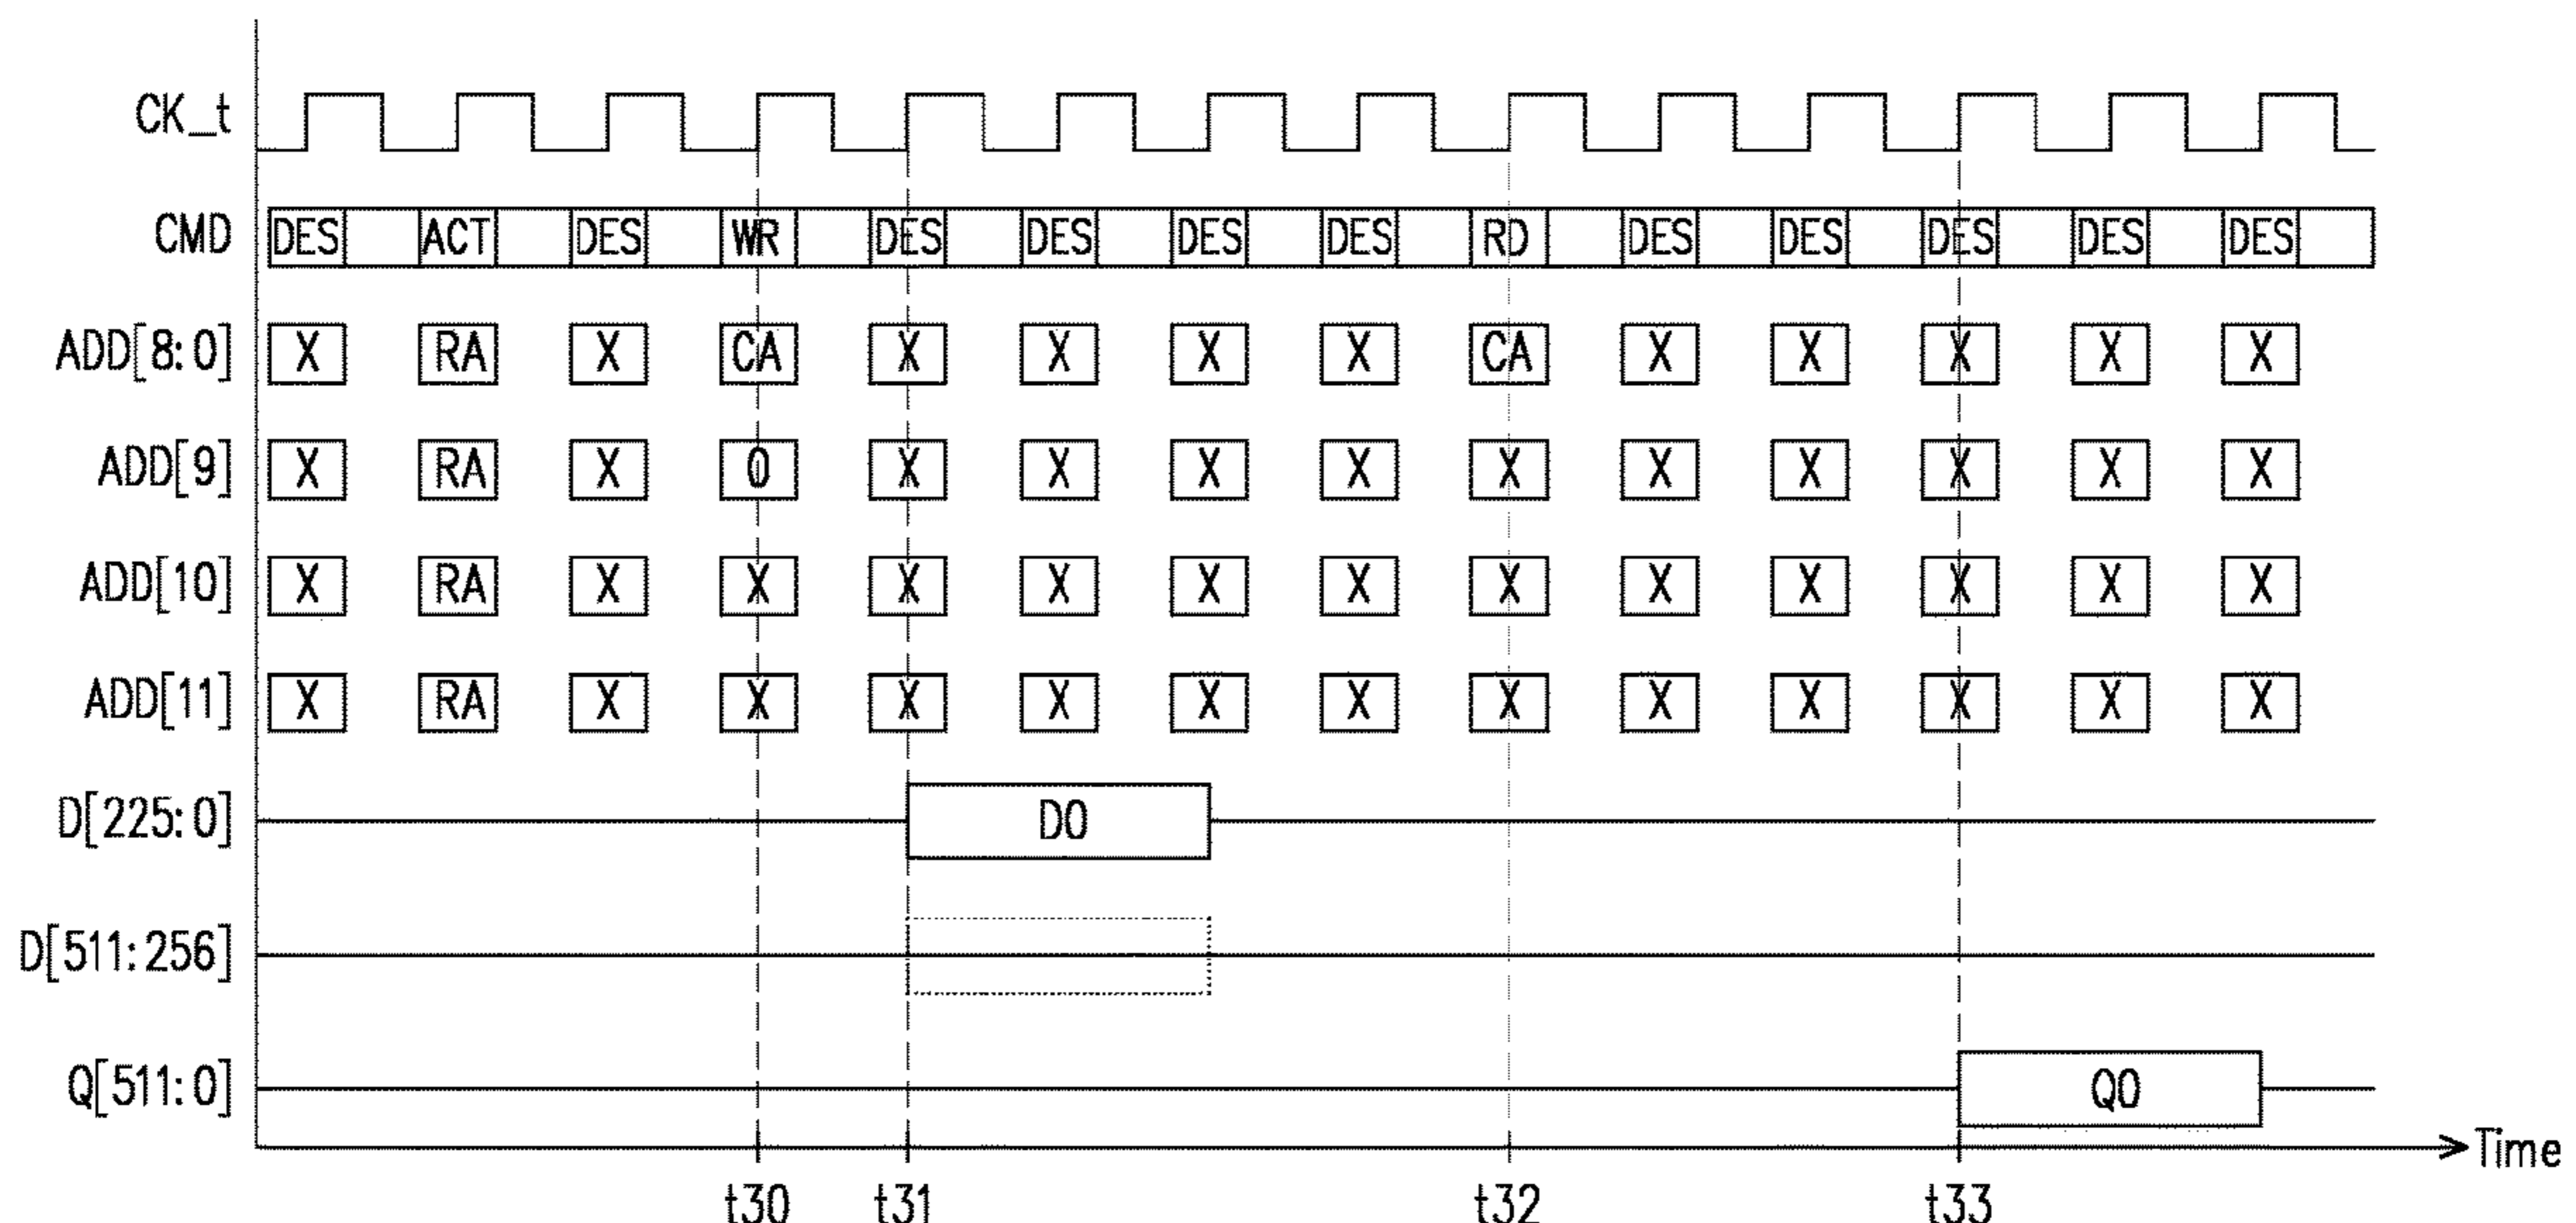 CK_t
CMD DES ACT DES WR DES DES DES DES RD DES DES DES DES DES
ADD[8:0] X RA X CA X X X X CA X X X X X
ADD[9] X RA X 0 X X X X X X X X X X
ADD[10] X RA X X X X X X X X X X X X
ADD[11] X RA X X X X X X X X X X X X
D[225:0] D0
D[511:256]
Q[511:0] Q0
Time
t30 t31 t32 t33